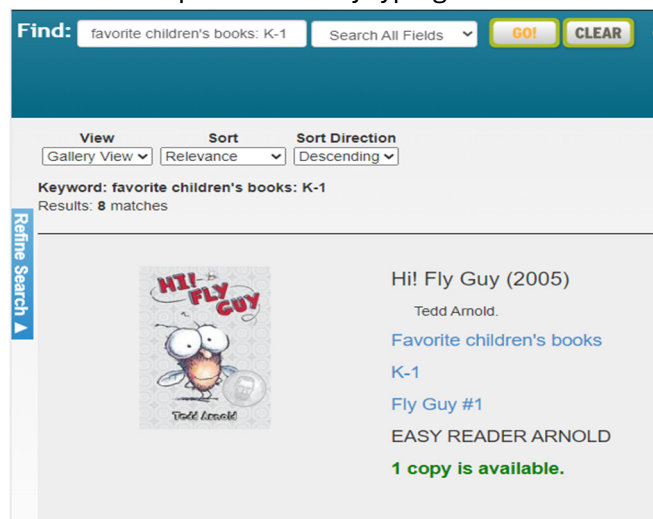 Find: favorite children's books: K-1 Search All Fields GO! CLEAR
View Sort Sort Direction
Gallery View Relevance Descending
Keyword: favorite children's books: K-1
Results: 8 matches
Refine Search
HI!
FLY
GUY
Tedd Arnold
Hi! Fly Guy (2005)
Tedd Arnold.
Favorite children's books
K-1
Fly Guy #1
EASY READER ARNOLD
1 copy is available.